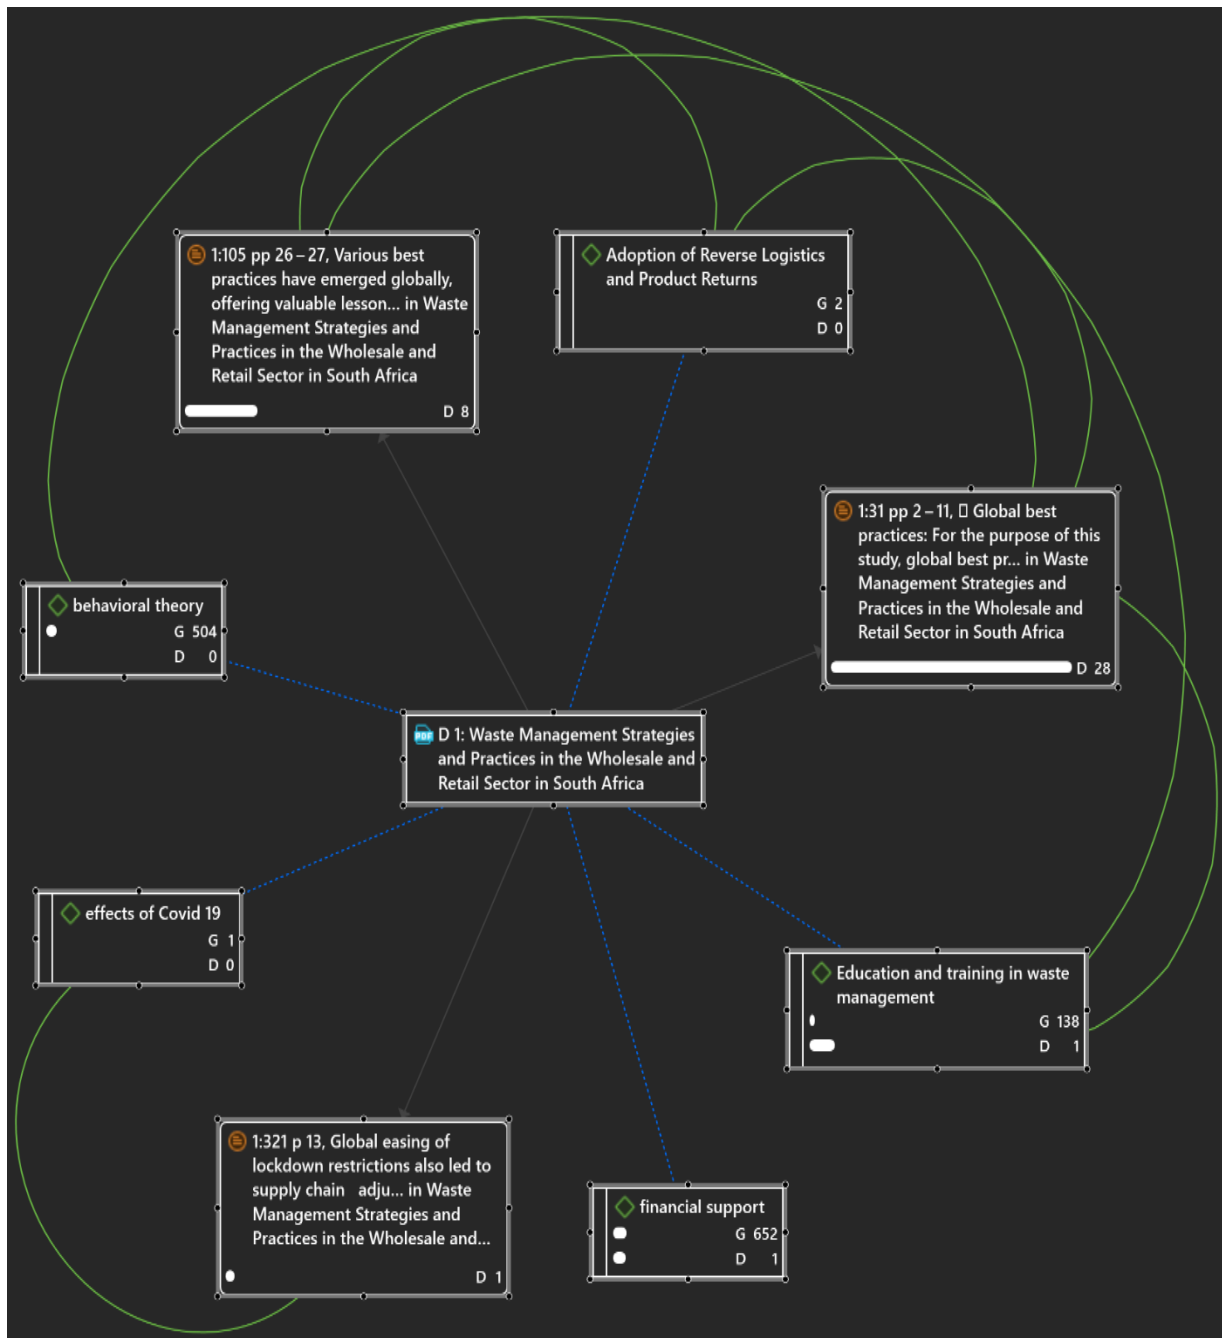 1:105 pp 26 – 27, Various best
practices have emerged globally,
offering valuable lesson... in Waste
Management Strategies and
Practices in the Wholesale and
Retail Sector in South Africa
D 8
Adoption of Reverse Logistics
and Product Returns
G 2
D 0
1:31 pp 2 – 11, ▯ Global best
practices: For the purpose of this
study, global best pr... in Waste
Management Strategies and
Practices in the Wholesale and
Retail Sector in South Africa
D 28
behavioral theory
G 504
D 0
PDF D 1: Waste Management Strategies
and Practices in the Wholesale and
Retail Sector in South Africa
effects of Covid 19
G 1
D 0
Education and training in waste
management
G 138
D 1
1:321 p 13, Global easing of
lockdown restrictions also led to
supply chain   adju... in Waste
Management Strategies and
Practices in the Wholesale and...
D 1
financial support
G 652
D 1